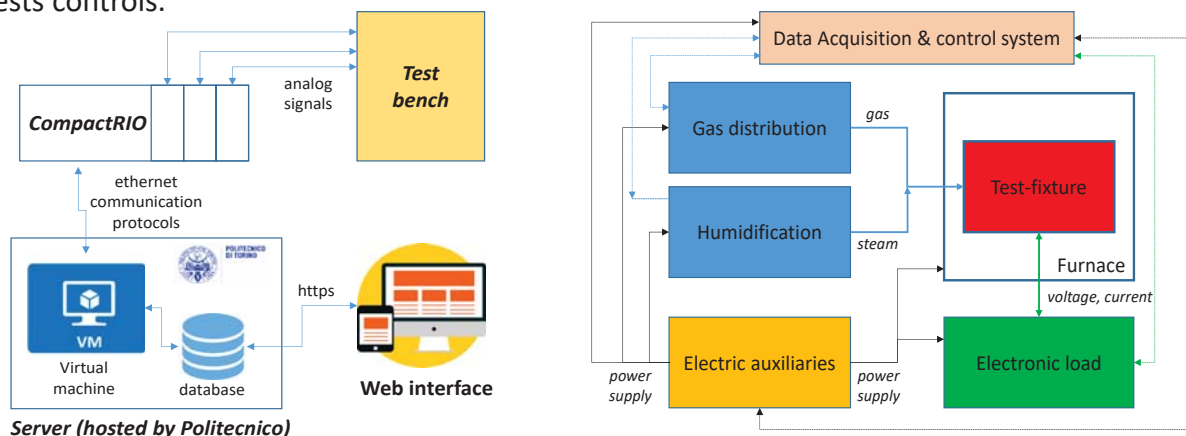 ests controls.
analog
signals
Test
bench
CompactRIO
ethernet
communication
protocols
POLITECNICO
DI TORINO
VM
Virtual
machine
database
https
Web interface
Server (hosted by Politecnico)
Data Acquisition & control system
Gas distribution
gas
Humidification
steam
Test-fixture
Furnace
voltage, current
Electric auxiliaries
power
supply
power
supply
Electronic load